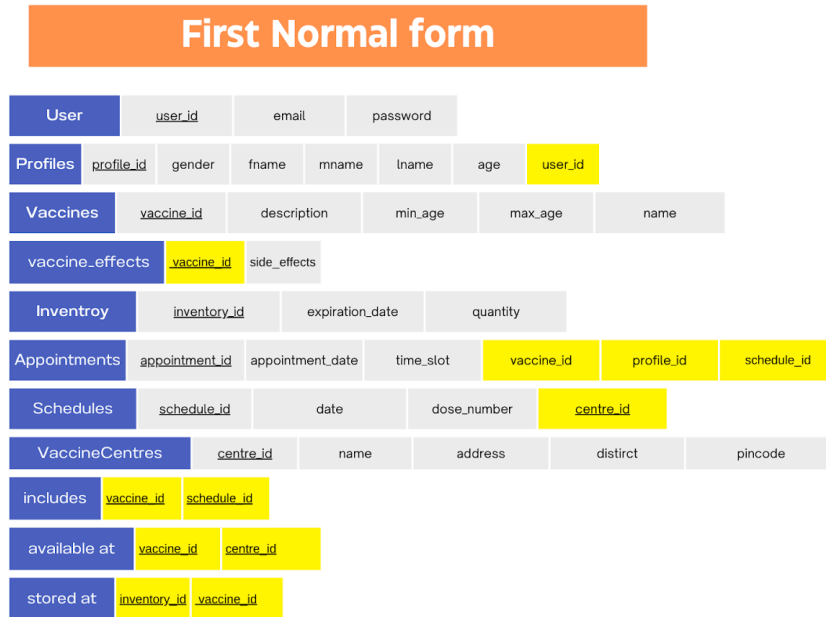 First Normal form
User user_id email password
Profiles profile_id gender fname mname lname age user_id
Vaccines vaccine_id description min_age max_age name
vaccine_effects vaccine_id side_effects
Inventroy inventory_id expiration_date quantity
Appointments appointment_id appointment_date time_slot vaccine_id profile_id schedule_id
Schedules schedule_id date dose_number centre_id
VaccineCentres centre_id name address distirct pincode
includes vaccine_id schedule_id
available at vaccine_id centre_id
stored at inventory_id vaccine_id